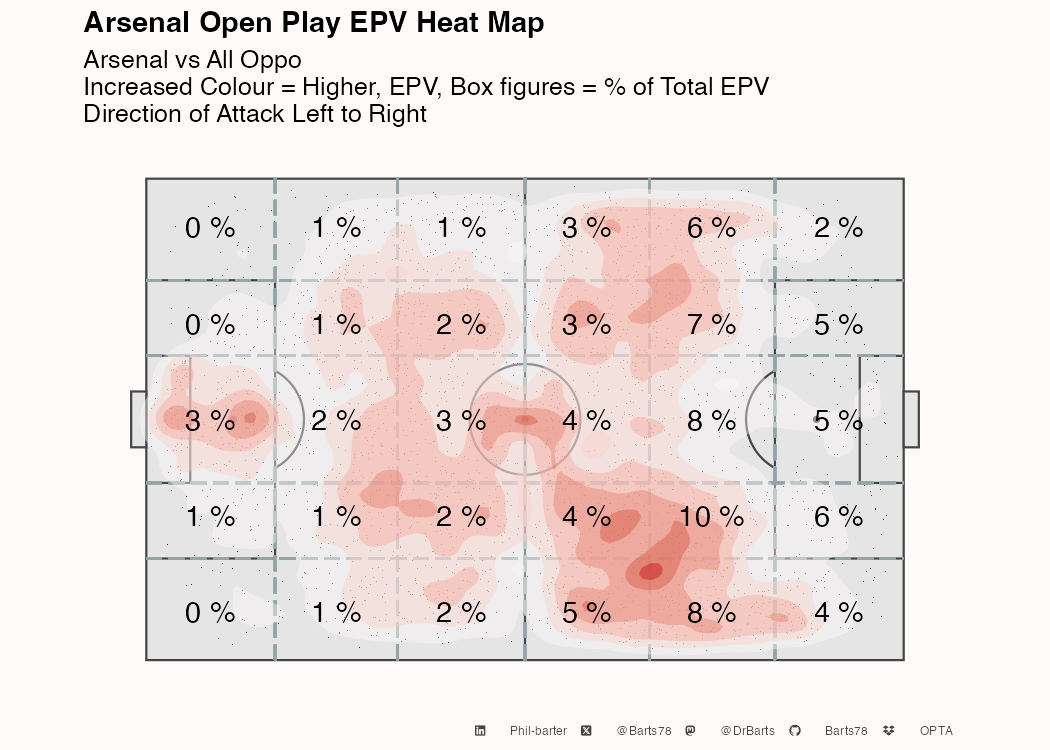 Arsenal Open Play EPV Heat Map
Arsenal vs All Oppo
Increased Colour = Higher, EPV, Box figures = % of Total EPV
Direction of Attack Left to Right
0 % 1 % 1 % 3 % 6 % 2 %
0 % 1 % 2 % 3 % 7 % 5 %
3 % 2 % 3 % 4 % 8 % 5 %
1 % 1 % 2 % 4 % 10 % 6 %
0 % 1 % 2 % 5 % 8 % 4 %
Phil-barter @Barts78 @DrBarts Barts78 OPTA